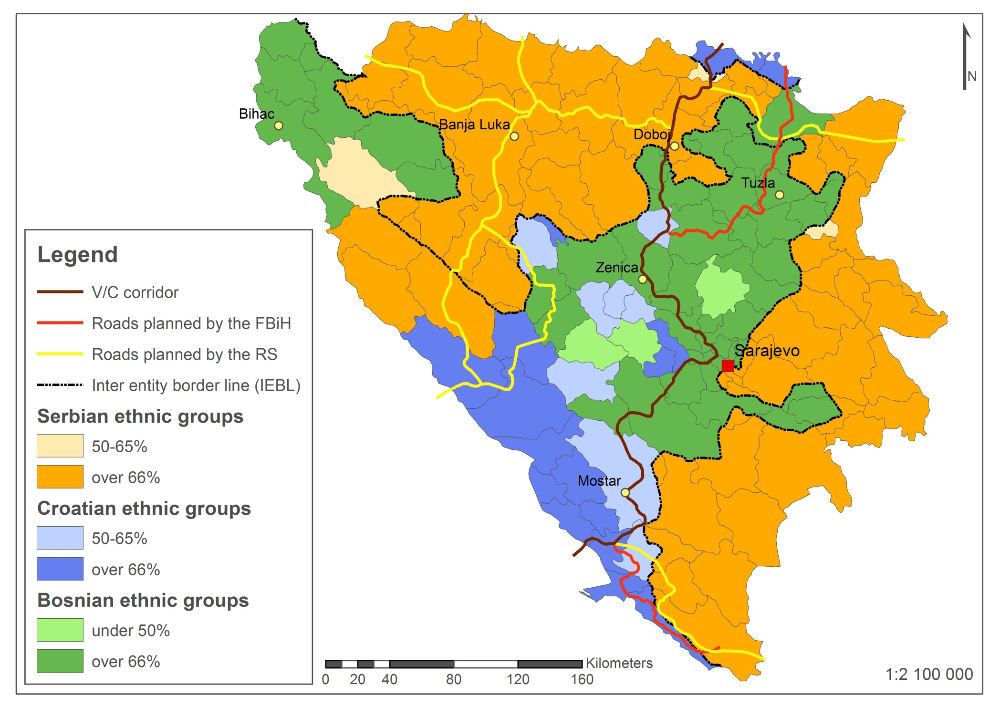 N
Bihac
Banja Luka
Doboj
Tuzla
Zenica
Sarajevo
Mostar
Legend
V/C corridor
Roads planned by the FBiH
Roads planned by the RS
Inter entity border line (IEBL)
Serbian ethnic groups
50-65%
over 66%
Croatian ethnic groups
50-65%
over 66%
Bosnian ethnic groups
under 50%
over 66%
Kilometers
0 20 40 80 120 160
1:2 100 000